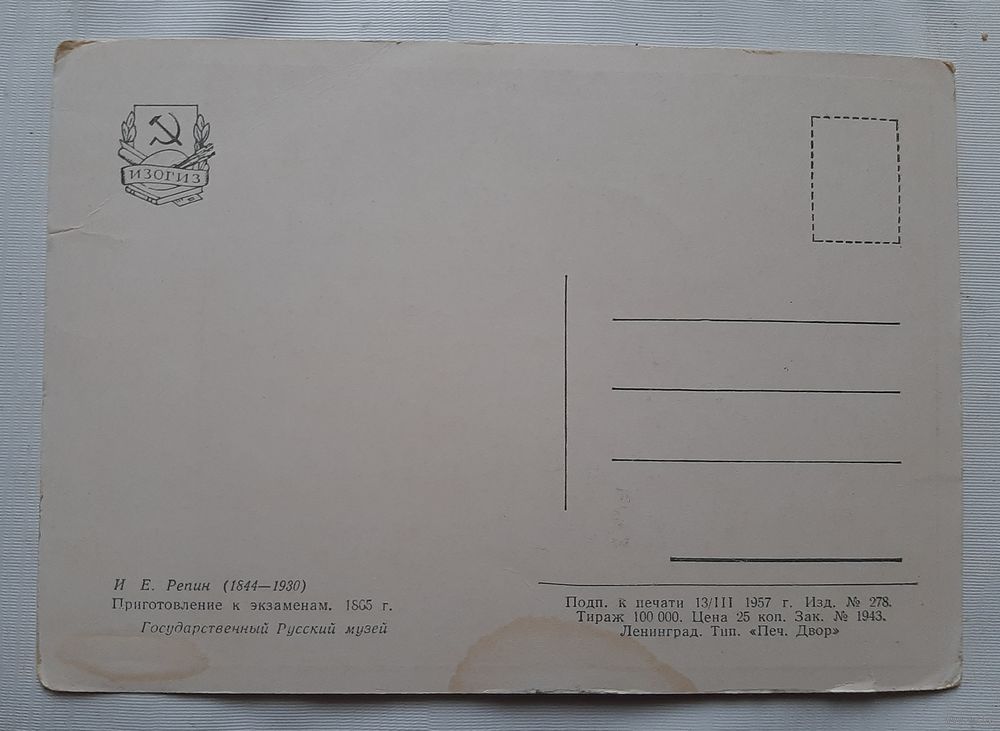 ИЗОГИЗ
И Е. Репин (1844—1930)
Приготовление к экзаменам. 1865 г.
Государственный Русский музей
Подп. к печати 13/III 1957 г. Изд. № 278.
Тираж 100 000. Цена 25 коп. Зак. № 1943.
Ленинград. Тип. «Печ. Двор»